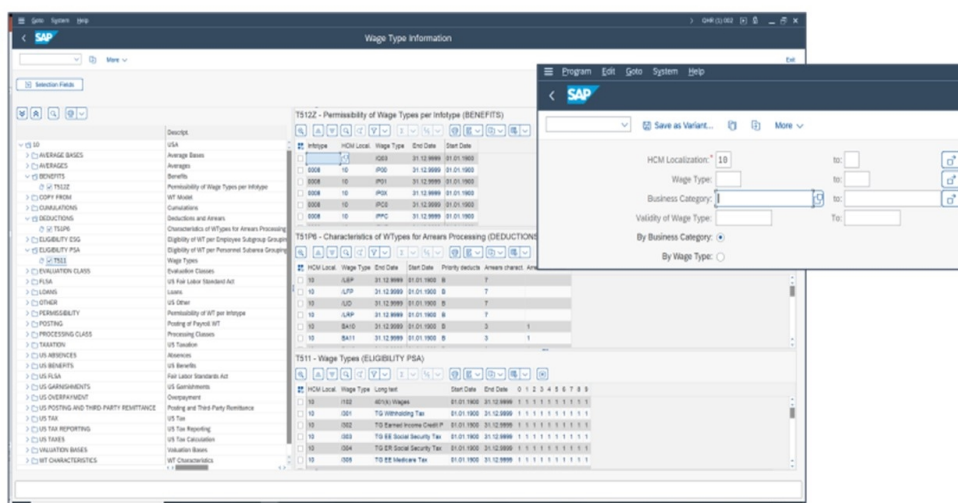 Goto System Help
QHR (1) 002
SAP
Wage Type Information
More
Exit
Selection Fields
Descript.
10 USA
AVERAGE BASES Average Bases
AVERAGES Averages
BENEFITS Benefits
T512Z Permissibility of Wage Types per Infotype
COPY FROM WT Model
CUMULATIONS Cumulations
DEDUCTIONS Deductions and Arrears
T51P6 Characteristics of WTypes for Arrears Processing
ELIGIBILITY ESG Eligibility of WT per Employee Subgroup Grouping
ELIGIBILITY PSA Eligibility of WT per Personnel Subarea Grouping
T511 Wage Types
EVALUATION CLASS Evaluation Classes
FLSA US Fair Labor Standard Act
LOANS Loans
OTHER US Other
PERMISSIBILITY Permissibility of WT per Infotype
POSTING Posting of Payroll WT
PROCESSING CLASS Processing Classes
TAXATION US Taxation
US ABSENCES Absences
US BENEFITS US Benefits
US FLSA Fair Labor Standards Act
US GARNISHMENTS US Garnishments
US OVERPAYMENT Overpayment
US POSTING AND THIRD-PARTY REMITTANCE Posting and Third-Party Remittance
US TAX US Tax
US TAX REPORTING US Tax Reporting
US TAXES US Tax Calculation
VALUATION BASES Valuation Bases
WT CHARACTERISTICS WT Characteristics
T512Z - Permissibility of Wage Types per Infotype (BENEFITS)
Infotype HCM Local. Wage Type End Date Start Date
31.12.9999 01.01.1900
0008 10 /P00 31.12.9999 01.01.1900
0008 10 /P01 31.12.9999 01.01.1900
0008 10 /P0X 31.12.9999 01.01.1900
0008 10 /PC0 31.12.9999 01.01.1900
0008 10 /PPC 31.12.9999 01.01.1900
T51P6 - Characteristics of WTypes for Arrears Processing (DEDUCTIONS
HCM Local. Wage Type End Date Start Date Priority deducts Arrears charact.
10 /LEP 31.12.9999 01.01.1900 B 7
10 /LFP 31.12.9999 01.01.1900 B 7
10 /LID 31.12.9999 01.01.1900 B 7
10 /LRP 31.12.9999 01.01.1900 B 7
10 BA10 31.12.9999 01.01.1900 B 3 1
10 BA11 31.12.9999 01.01.1900 B 3 1
T511 - Wage Types (ELIGIBILITY PSA)
HCM Local. Wage Type Long text Start Date End Date 0 1 2 3 4 5 6 7 8 9
10 /102 401(k) Wages 01.01.1900 31.12.9999 1 1 1 1 1 1 1 1 1 1
10 /301 TG Withholding Tax 01.01.1900 31.12.9999 1 1 1 1 1 1 1 1 1 1
10 /302 TG Earned Income Credit P 01.01.1900 31.12.9999 1 1 1 1 1 1 1 1 1 1
10 /303 TG EE Social Security Tax 01.01.1900 31.12.9999 1 1 1 1 1 1 1 1 1 1
10 /304 TG ER Social Security Tax 01.01.1900 31.12.9999 1 1 1 1 1 1 1 1 1 1
10 /305 TG EE Medicare Tax 01.01.1900 31.12.9999 1 1 1 1 1 1 1 1 1 1
Program Edit Goto System Help
SAP
Save as Variant... More
HCM Localization:* 10 to:
Wage Type: to:
Business Category: to:
Validity of Wage Type: To:
By Business Category:
By Wage Type: